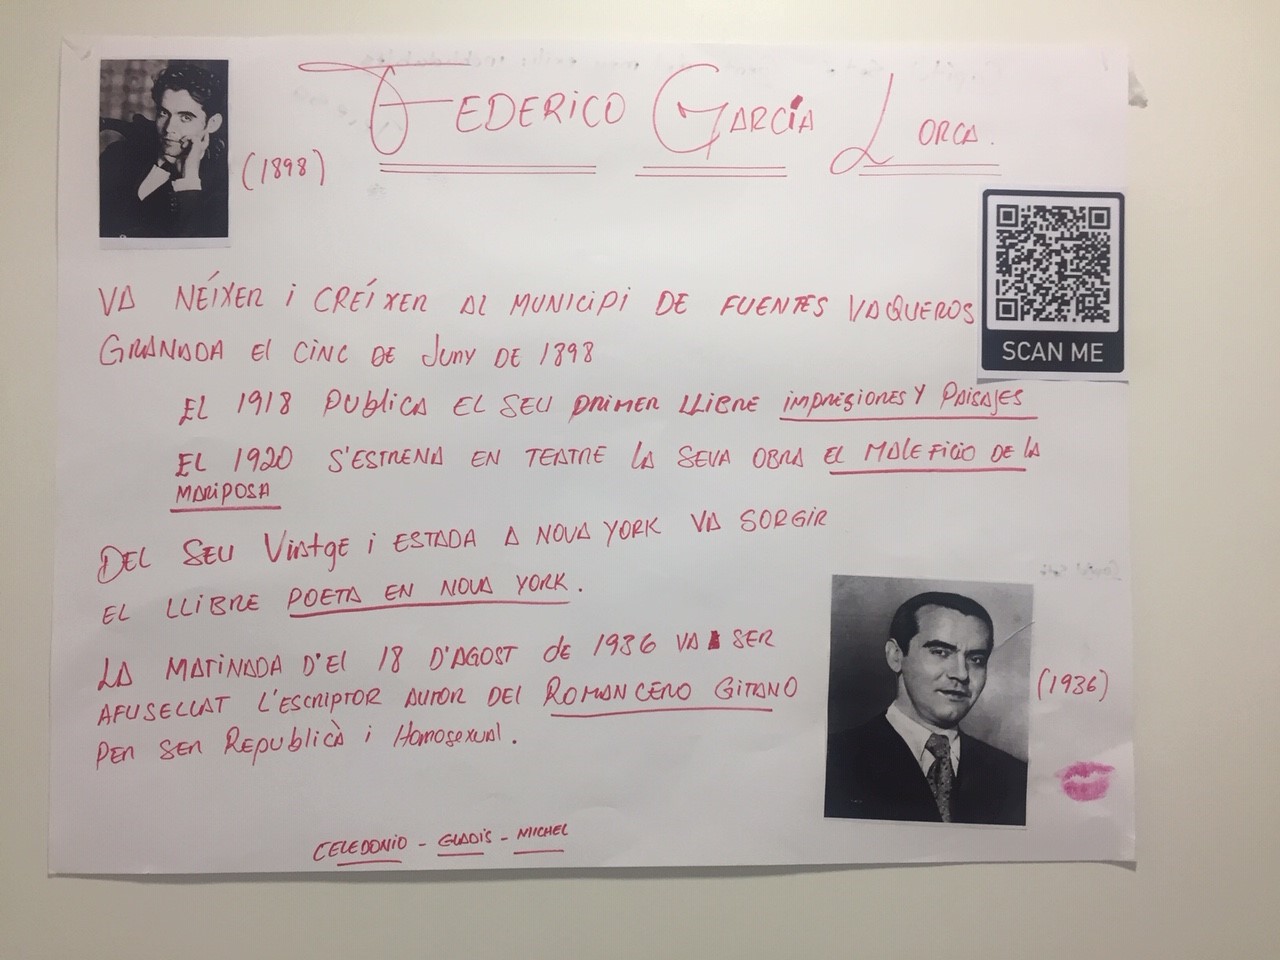 FEDERICO GARCIA LORCA.
(1898)
SCAN ME
VA NÉIXER i CREÍXER AL MUNICIPI DE FUENTES VAQUEROS
GRANADA El CINC DE JUNY DE 1898
EL 1918 PUBLICA EL SEU PRIMER LLIBRE IMPRESIONES Y PAISAJES
EL 1920 S'ESTRENA EN TEATRE LA SEVA OBRA EL MALEFICIO DE LA
MARIPOSA
DEL SEU VIATGE i ESTADA A NOVA YORK VA SORGIR
EL LLIBRE POETA EN NOVA YORK.
LA MATINADA D'EL 18 D'AGOST de 1936 VA SER
AFUSELLAT L'ESCRIPTOR AUTOR DEL ROMANCERO GITANO
PER SER REPUBLICÀ i HOMOSEXUAL.
(1936)
CELEDONIO - GLADIS - MICHEL